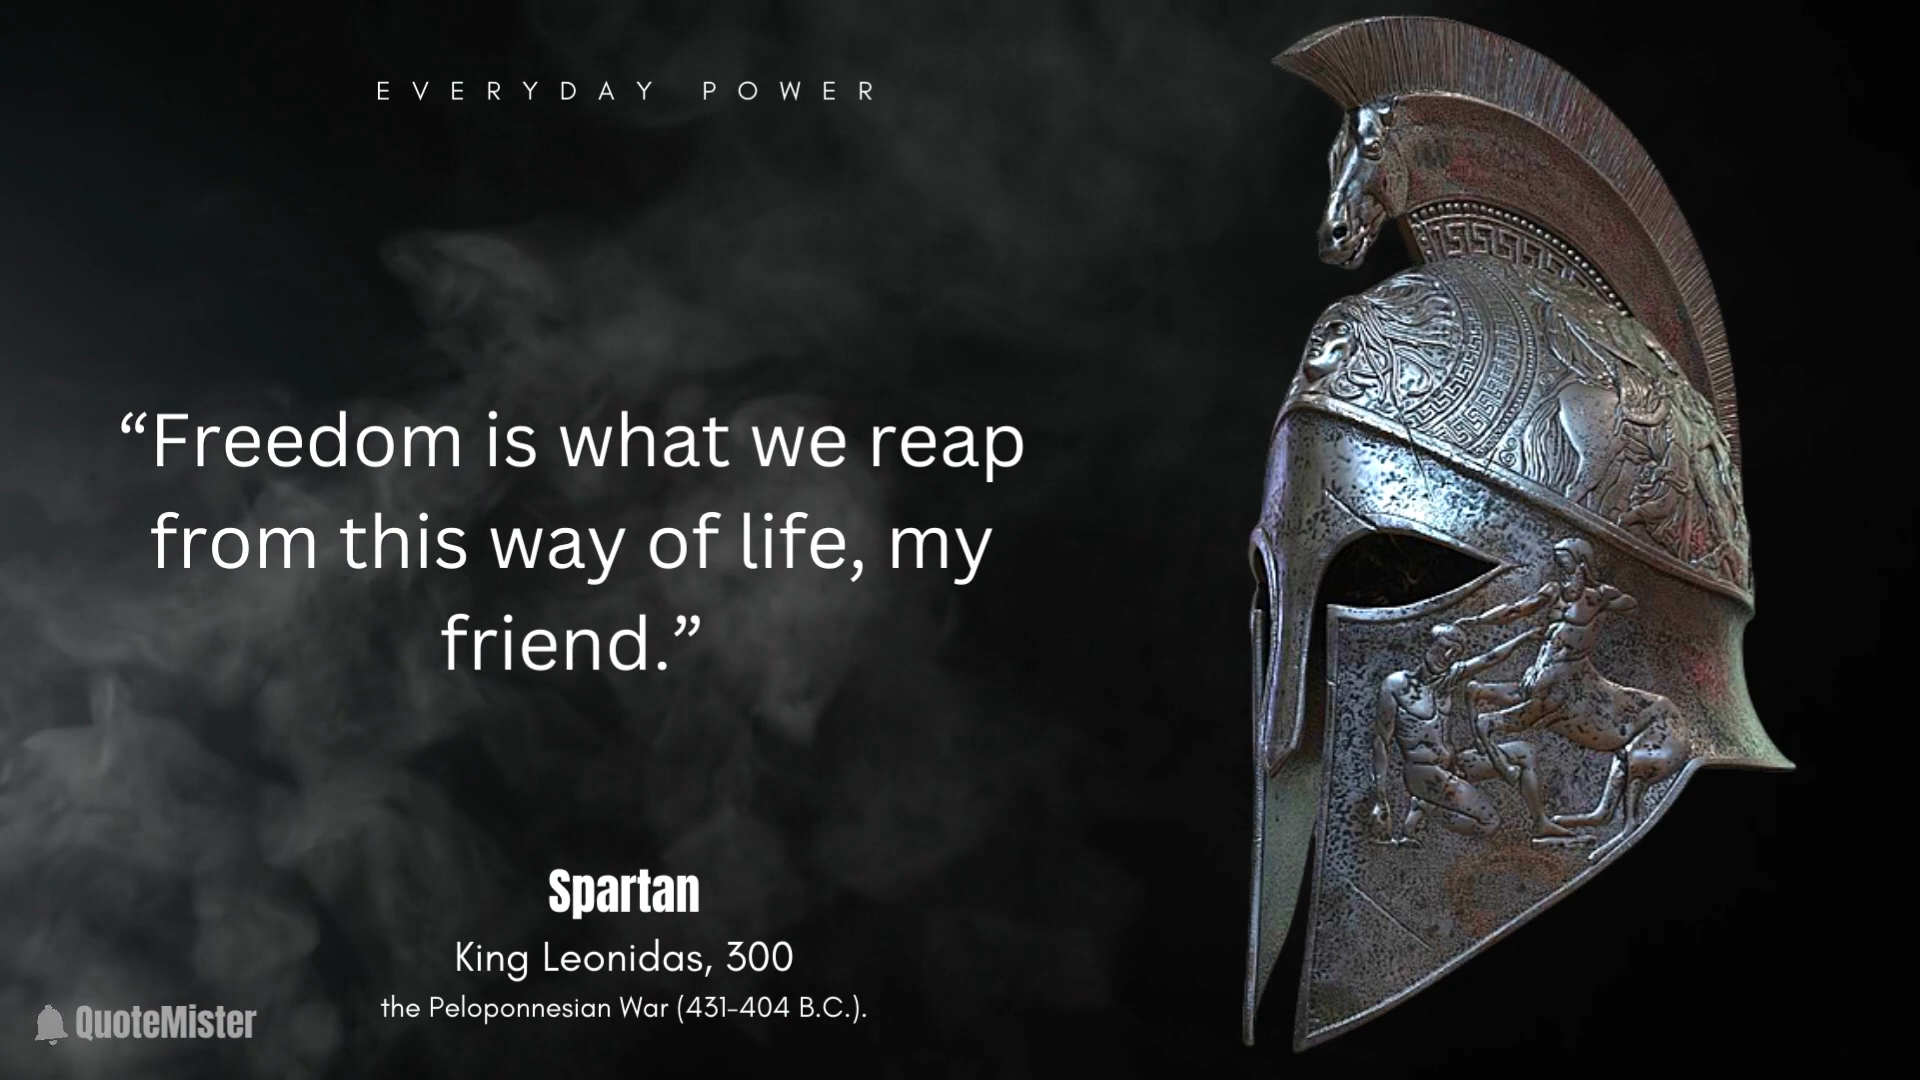 EVERYDAY POWER
“Freedom is what we reap
from this way of life, my
friend.”
Spartan
King Leonidas, 300
the Peloponnesian War (431-404 B.C.).
QuoteMister